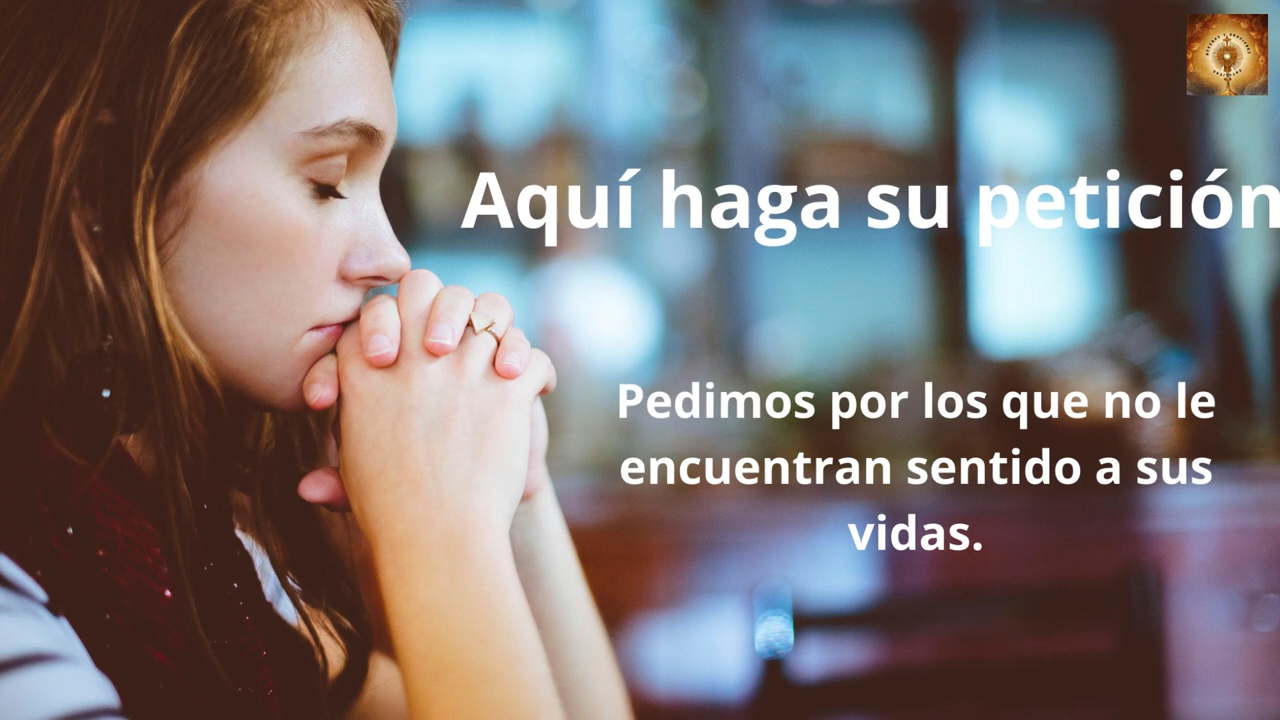 Aquí haga su petición
Pedimos por los que no le
encuentran sentido a sus
vidas.